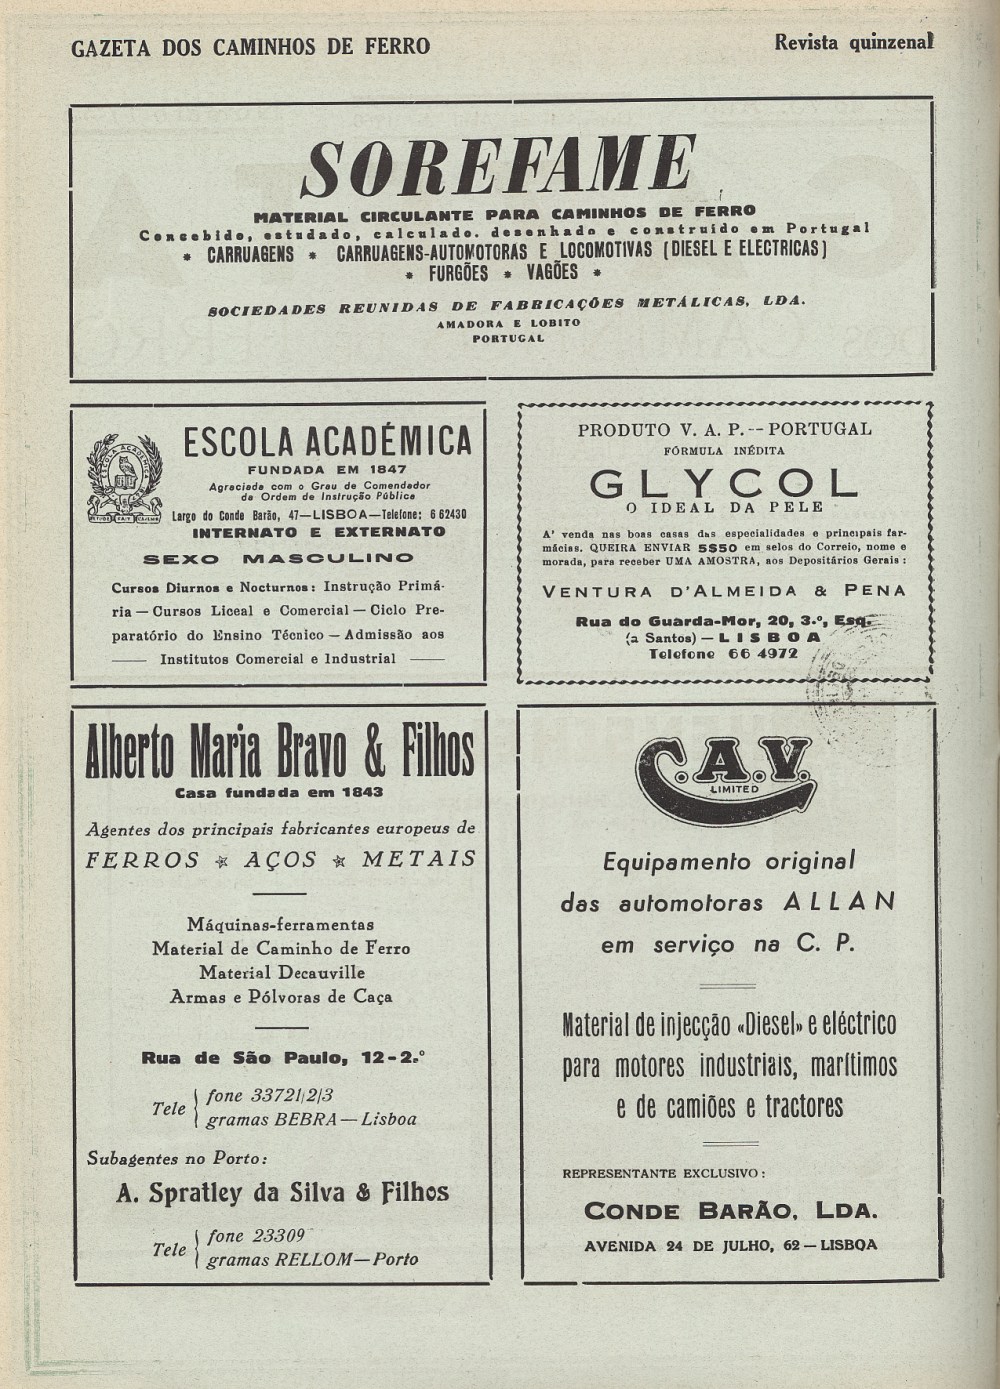 GAZETA DOS CAMINHOS DE FERRO
Revista quinzenal
SOREFAME
MATERIAL CIRCULANTE PARA CAMINHOS DE FERRO
Concebido, estudado, calculado, desenhado e construido em Portugal
* CARRUAGENS * CARRUAGENS-AUTOMOTORAS E LOCOMOTIVAS (DIESEL E ELECTRICAS)
* FURGÕES * VAGÕES *
SOCIEDADES REUNIDAS DE FABRICAÇÕES METÁLICAS, LDA.
AMADORA E LOBITO
PORTUGAL
ESCOLA ACADÉMICA
FUNDADA EM 1847
Agraciada com o Grau de Comendador
da Ordem de Instrução Pública
Largo do Conde Barão, 47—LISBOA—Telefone: 6 62430
INTERNATO E EXTERNATO
SEXO MASCULINO
Cursos Diurnos e Nocturnos: Instrução Primá-
ria — Cursos Liceal e Comercial — Ciclo Pre-
paratório do Ensino Técnico — Admissão aos
Institutos Comercial e Industrial
PRODUTO V. A. P. -- PORTUGAL
FÓRMULA INÉDITA
GLYCOL
O IDEAL DA PELE
A' venda nas boas casas das especialidades e principais far-
mácias. QUEIRA ENVIAR 5$50 em selos do Correio, nome e
morada, para receber UMA AMOSTRA, aos Depositários Gerais:
VENTURA D'ALMEIDA & PENA
Rua do Guarda-Mor, 20, 3.º, Esq.
(a Santos) — LISBOA
Telefone 66 4972
Alberto Maria Bravo & Filhos
Casa fundada em 1843
Agentes dos principais fabricantes europeus de
FERROS * AÇOS * METAIS
Máquinas-ferramentas
Material de Caminho de Ferro
Material Decauville
Armas e Pólvoras de Caça
Rua de São Paulo, 12-2.º
Tele { fone 33721/2/3
gramas BEBRA — Lisboa
Subagentes no Porto:
A. Spratley da Silva & Filhos
Tele { fone 23309
gramas RELLOM — Porto
C.A.V.
LIMITED
Equipamento original
das automotoras ALLAN
em serviço na C. P.
Material de injecção «Diesel» e eléctrico
para motores industriais, marítimos
e de camiões e tractores
REPRESENTANTE EXCLUSIVO:
CONDE BARÃO, LDA.
AVENIDA 24 DE JULHO, 62 — LISBOA